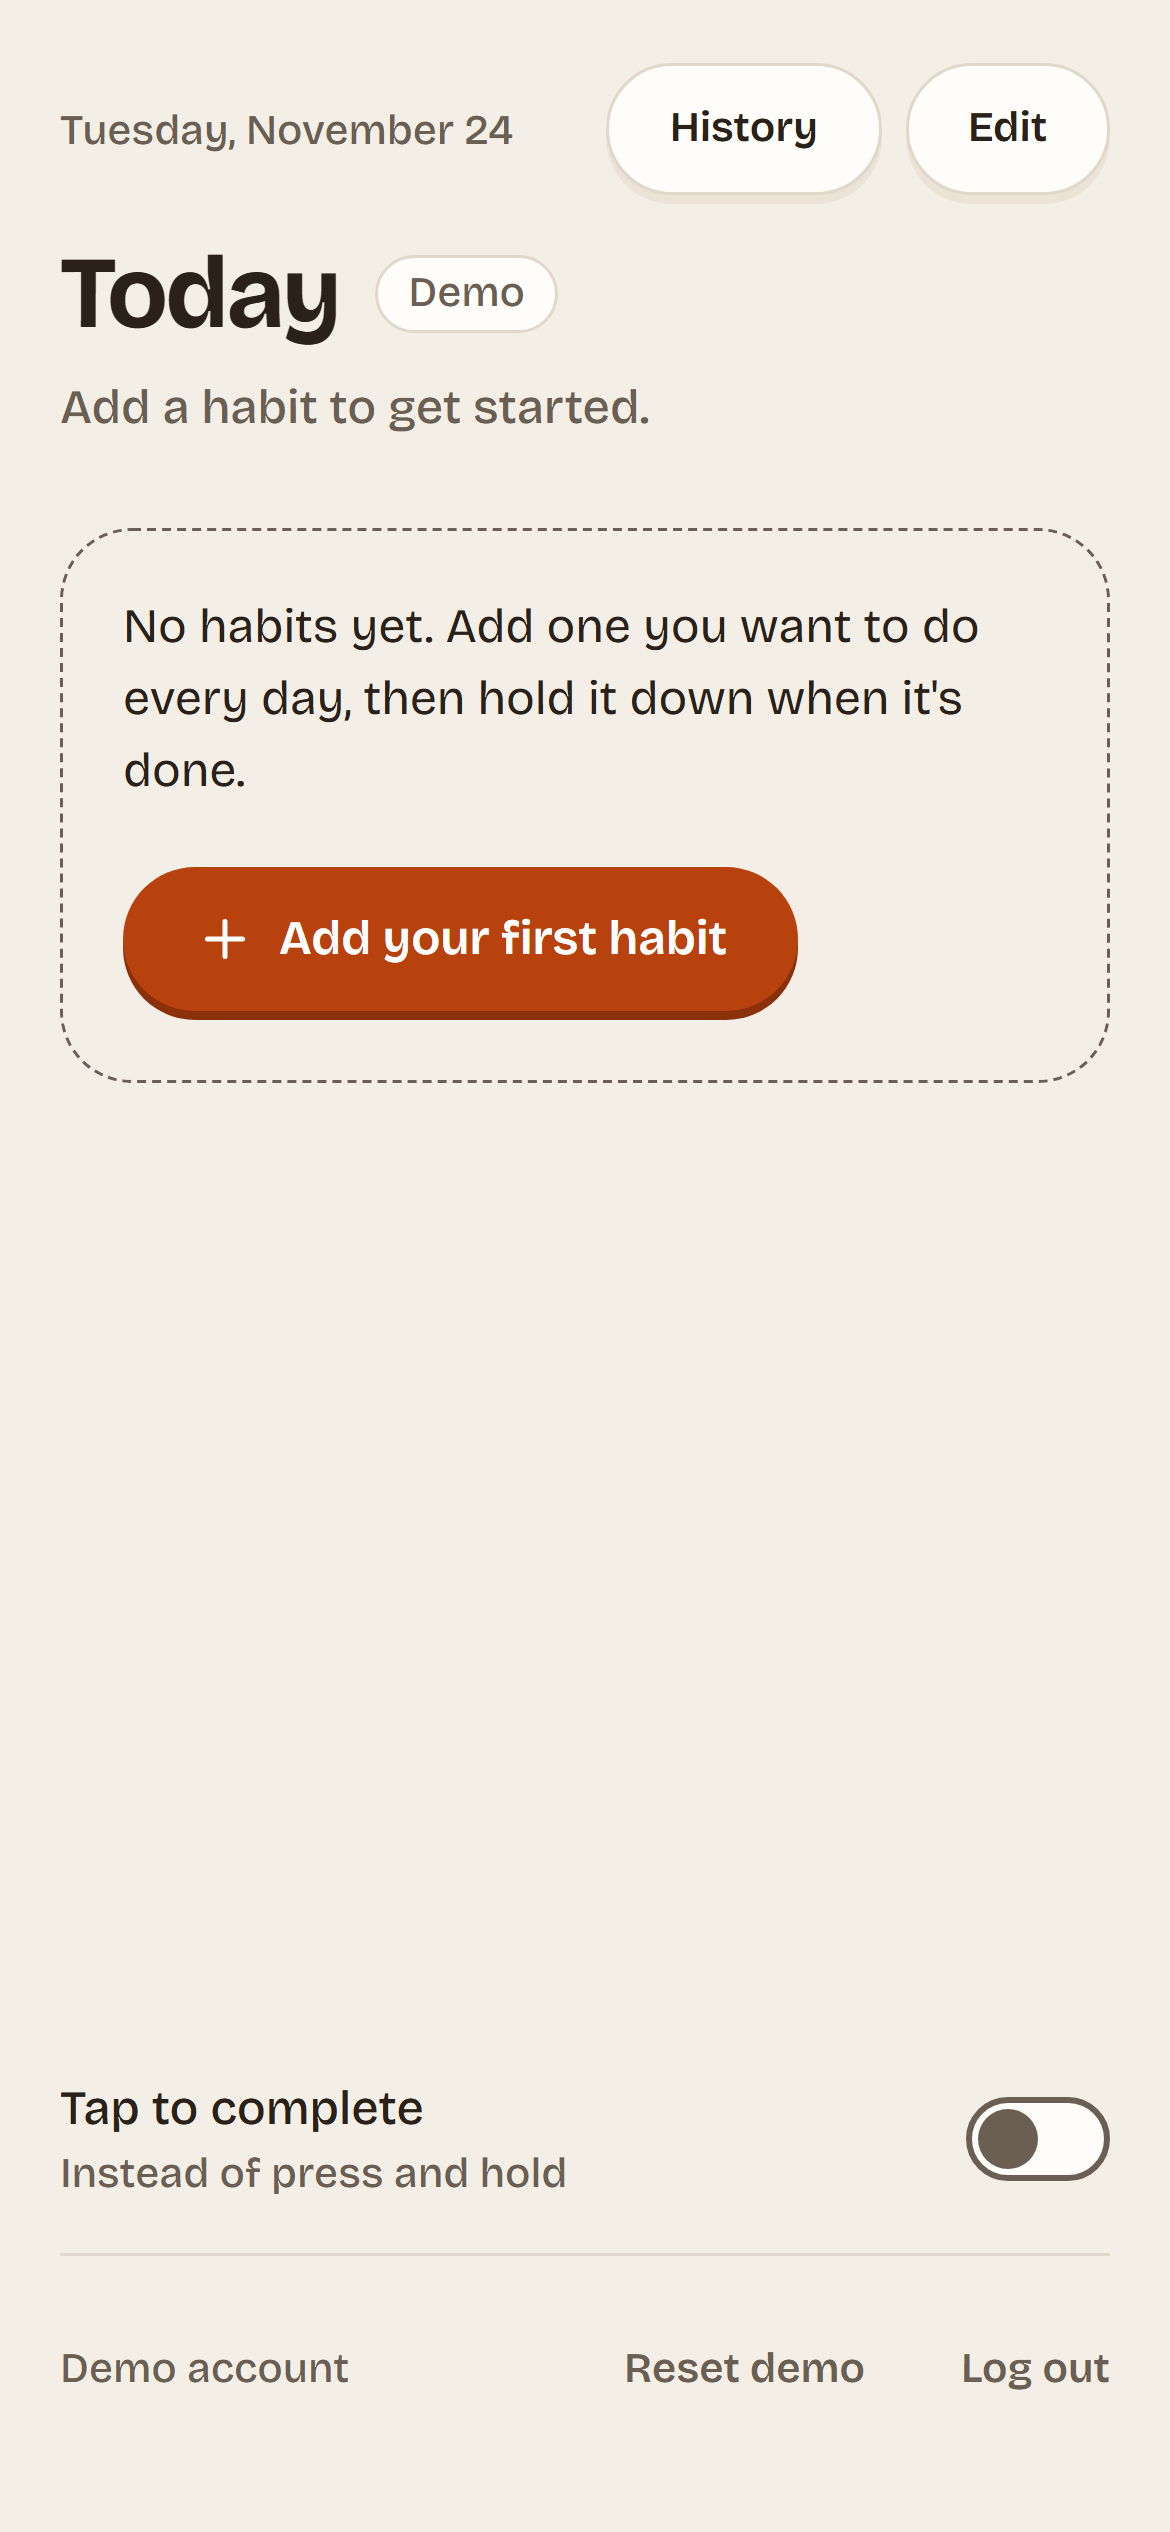 Tuesday, November 24
History
Edit
Today
Demo
Add a habit to get started.
No habits yet. Add one you want to do
every day, then hold it down when it's
done.
Add your first habit
Tap to complete
Instead of press and hold
Demo account
Reset demo
Log out